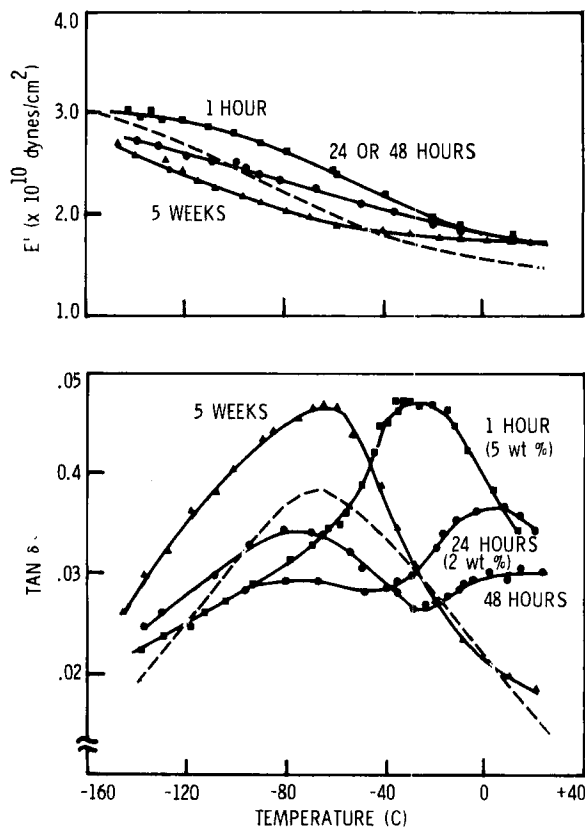 4.0
3.0
2.0
1.0
E' (x 10^10 dynes/cm^2)
1 HOUR
24 OR 48 HOURS
5 WEEKS
.05
0.4
.03
.02
TAN δ
5 WEEKS
1 HOUR
(5 wt %)
24 HOURS
(2 wt %)
48 HOURS
-160
-120
-80
-40
0
+40
TEMPERATURE (C)